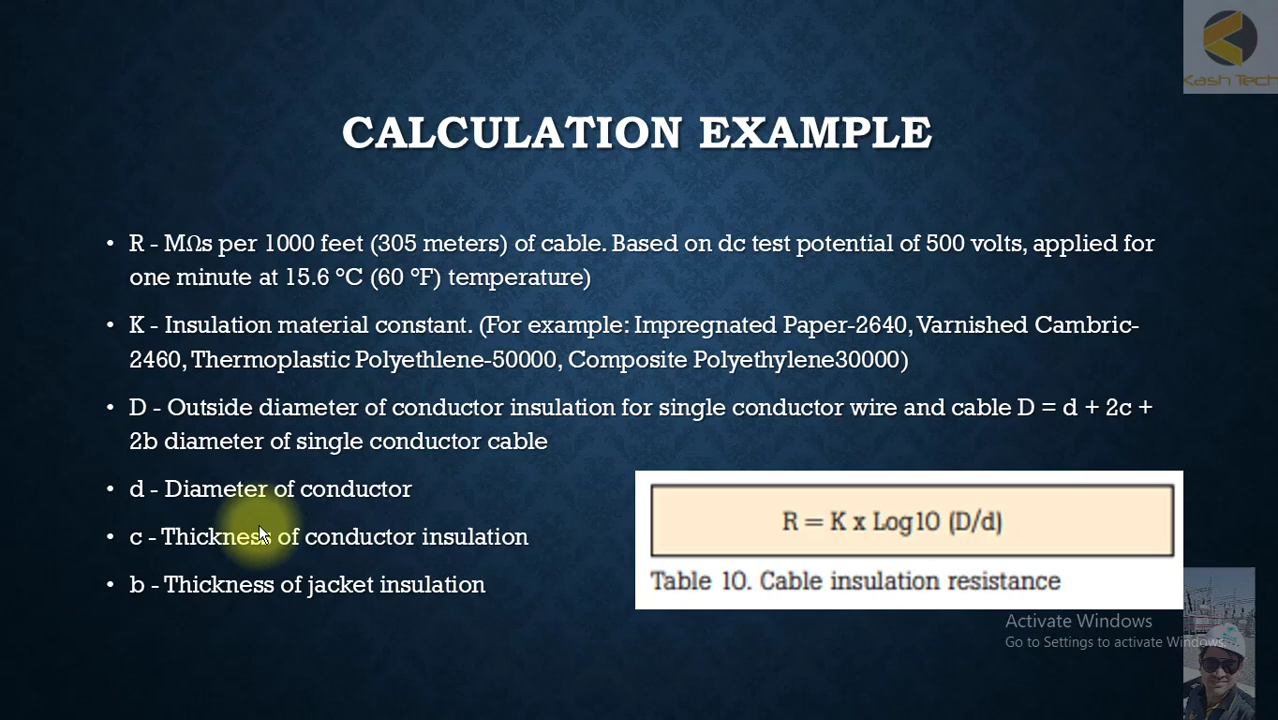 Kash Tech
CALCULATION EXAMPLE
• R - MΩs per 1000 feet (305 meters) of cable. Based on dc test potential of 500 volts, applied for
one minute at 15.6 °C (60 °F) temperature)
• K - Insulation material constant. (For example: Impregnated Paper-2640, Varnished Cambric-
2460, Thermoplastic Polyethlene-50000, Composite Polyethylene30000)
• D - Outside diameter of conductor insulation for single conductor wire and cable D = d + 2c +
2b diameter of single conductor cable
• d - Diameter of conductor
• c - Thickness of conductor insulation
• b - Thickness of jacket insulation
R = K x Log10 (D/d)
Table 10. Cable insulation resistance
Activate Windows
Go to Settings to activate Windows.